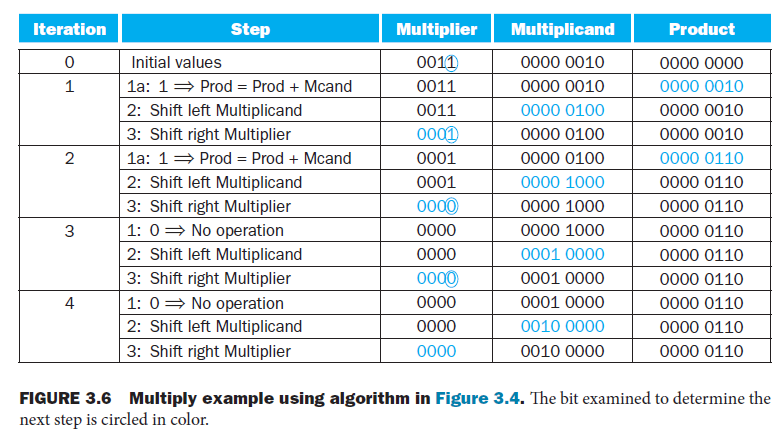 Iteration Step Multiplier Multiplicand Product
0 Initial values 0011 0000 0010 0000 0000
1 1a: 1 ⇒ Prod = Prod + Mcand 0011 0000 0010 0000 0010
2: Shift left Multiplicand 0011 0000 0100 0000 0010
3: Shift right Multiplier 0001 0000 0100 0000 0010
2 1a: 1 ⇒ Prod = Prod + Mcand 0001 0000 0100 0000 0110
2: Shift left Multiplicand 0001 0000 1000 0000 0110
3: Shift right Multiplier 0000 0000 1000 0000 0110
3 1: 0 ⇒ No operation 0000 0000 1000 0000 0110
2: Shift left Multiplicand 0000 0001 0000 0000 0110
3: Shift right Multiplier 0000 0001 0000 0000 0110
4 1: 0 ⇒ No operation 0000 0001 0000 0000 0110
2: Shift left Multiplicand 0000 0010 0000 0000 0110
3: Shift right Multiplier 0000 0010 0000 0000 0110
FIGURE 3.6 Multiply example using algorithm in Figure 3.4. The bit examined to determine the
next step is circled in color.